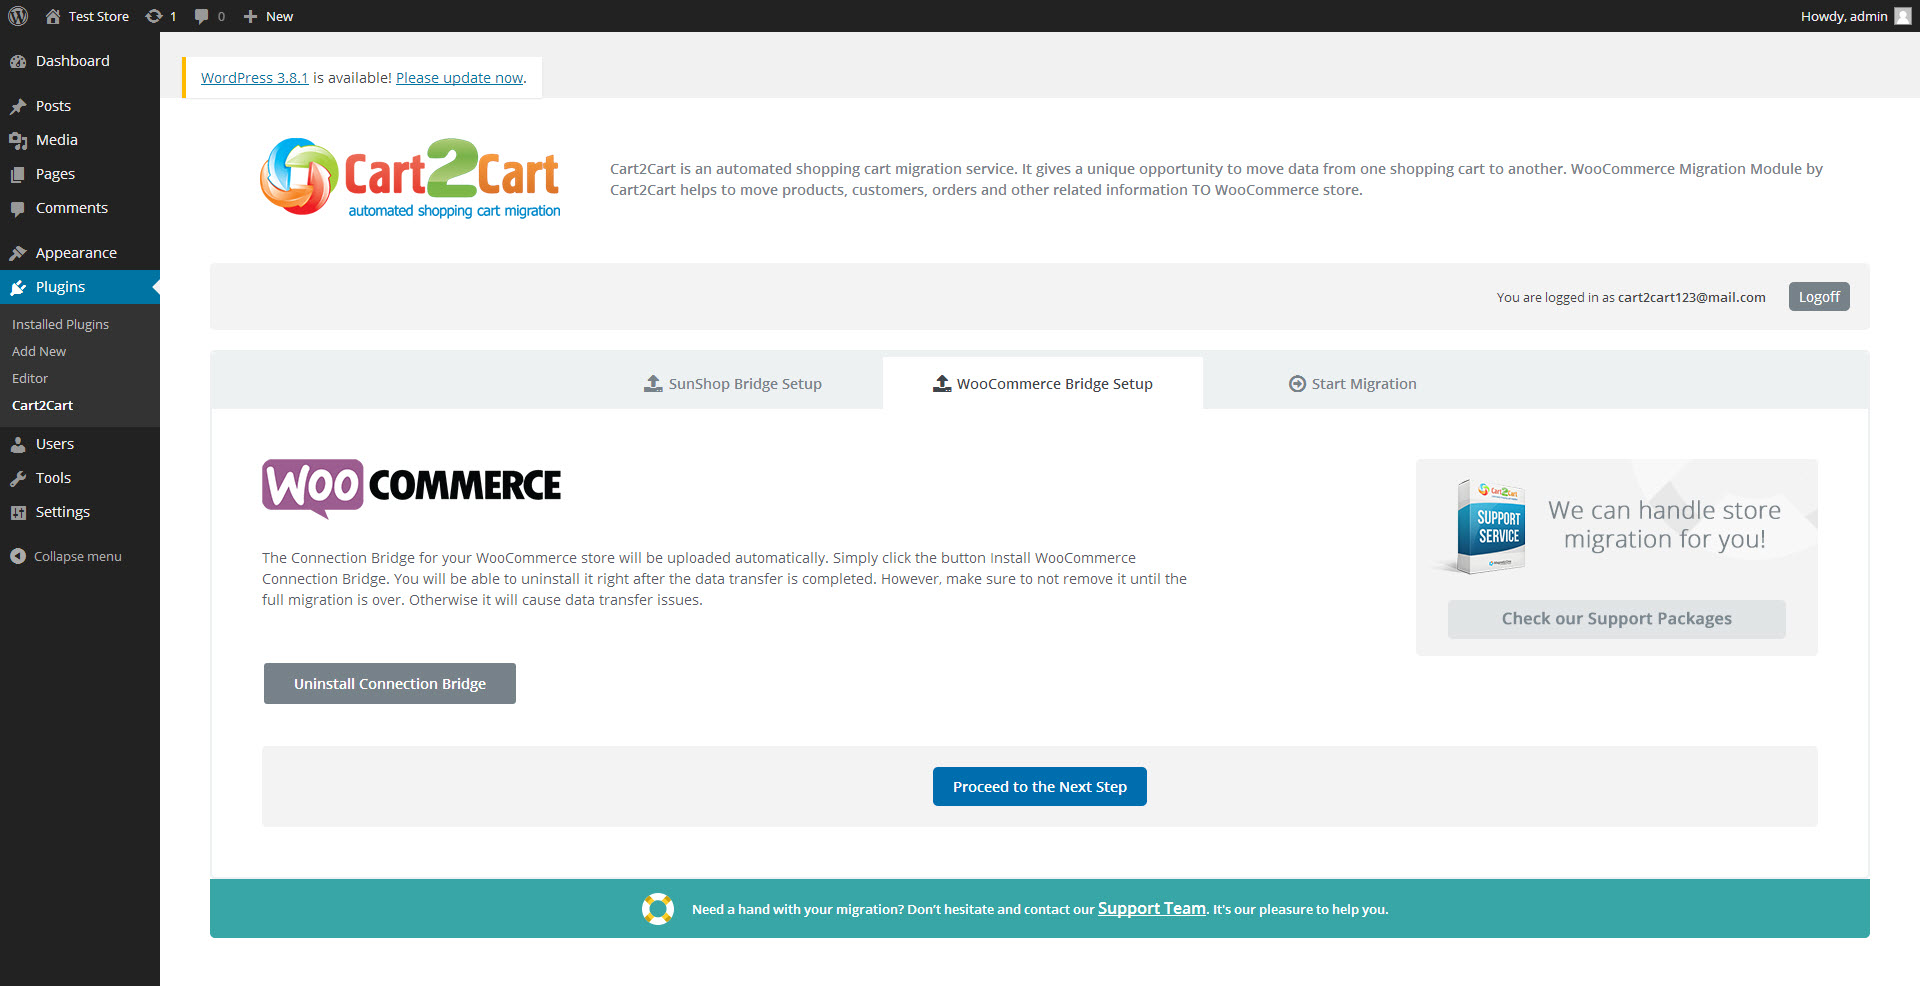 Test Store 1 0 New Howdy, admin
Dashboard
Posts
Media
Pages
Comments
Appearance
Plugins
Installed Plugins
Add New
Editor
Cart2Cart
Users
Tools
Settings
Collapse menu
WordPress 3.8.1 is available! Please update now.
Cart2Cart
automated shopping cart migration
Cart2Cart is an automated shopping cart migration service. It gives a unique opportunity to move data from one shopping cart to another. WooCommerce Migration Module by
Cart2Cart helps to move products, customers, orders and other related information TO WooCommerce store.
You are logged in as cart2cart123@mail.com Logoff
SunShop Bridge Setup WooCommerce Bridge Setup Start Migration
WOO COMMERCE
The Connection Bridge for your WooCommerce store will be uploaded automatically. Simply click the button Install WooCommerce
Connection Bridge. You will be able to uninstall it right after the data transfer is completed. However, make sure to not remove it until the
full migration is over. Otherwise it will cause data transfer issues.
Uninstall Connection Bridge
Cart2Cart
SUPPORT
SERVICE
We can handle store
migration for you!
Check our Support Packages
Proceed to the Next Step
Need a hand with your migration? Don't hesitate and contact our Support Team. It's our pleasure to help you.